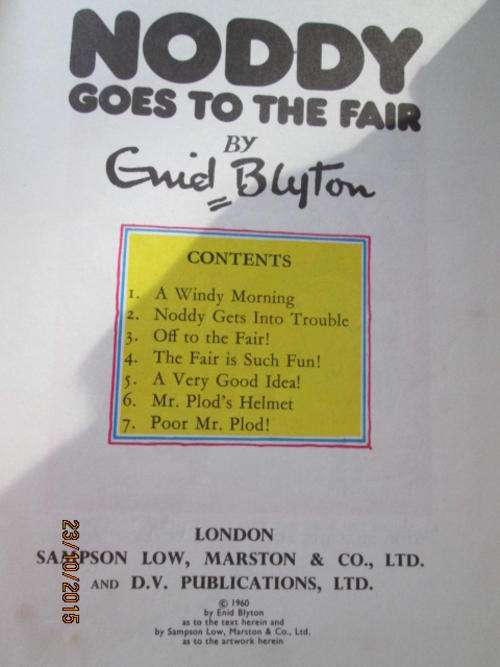 NODDY
GOES TO THE FAIR
BY
Enid Blyton
CONTENTS
1. A Windy Morning
2. Noddy Gets Into Trouble
3. Off to the Fair!
4. The Fair is Such Fun!
5. A Very Good Idea!
6. Mr. Plod's Helmet
7. Poor Mr. Plod!
LONDON
SAMPSON LOW, MARSTON & CO., LTD.
AND D.V. PUBLICATIONS, LTD.
© 1960
by Enid Blyton
as to the text herein and
by Sampson Low, Marston & Co., Ltd.
as to the artwork herein
23/10/2015